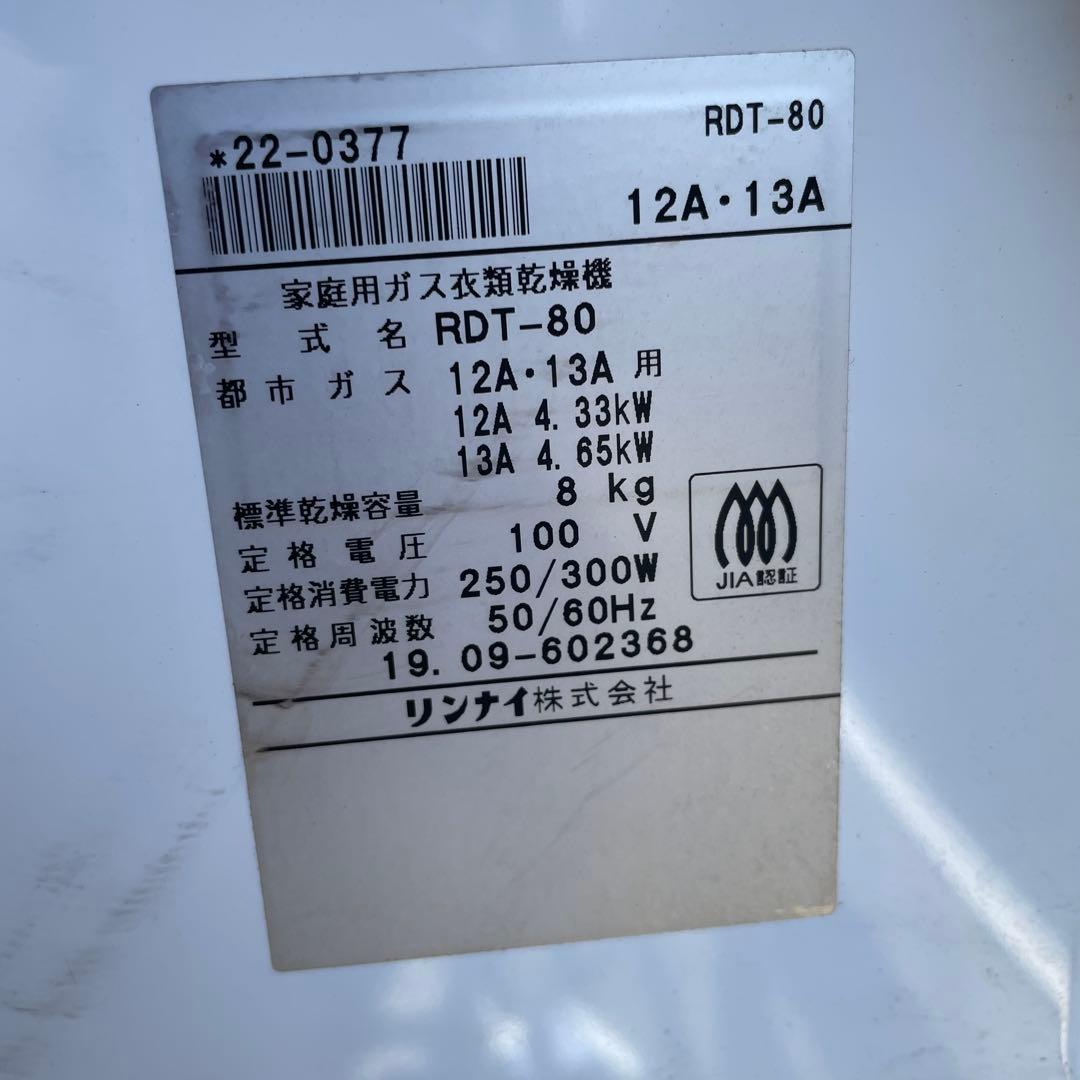 *22-0377
RDT-80
12A・13A
家庭用ガス衣類乾燥機
型式名 RDT-80
都市ガス 12A・13A 用
12A 4.33kW
13A 4.65kW
標準乾燥容量 8 kg
定格電圧 100 V
定格消費電力 250/300W
定格周波数 50/60Hz
19. 09-602368
JIA認証
リンナイ株式会社